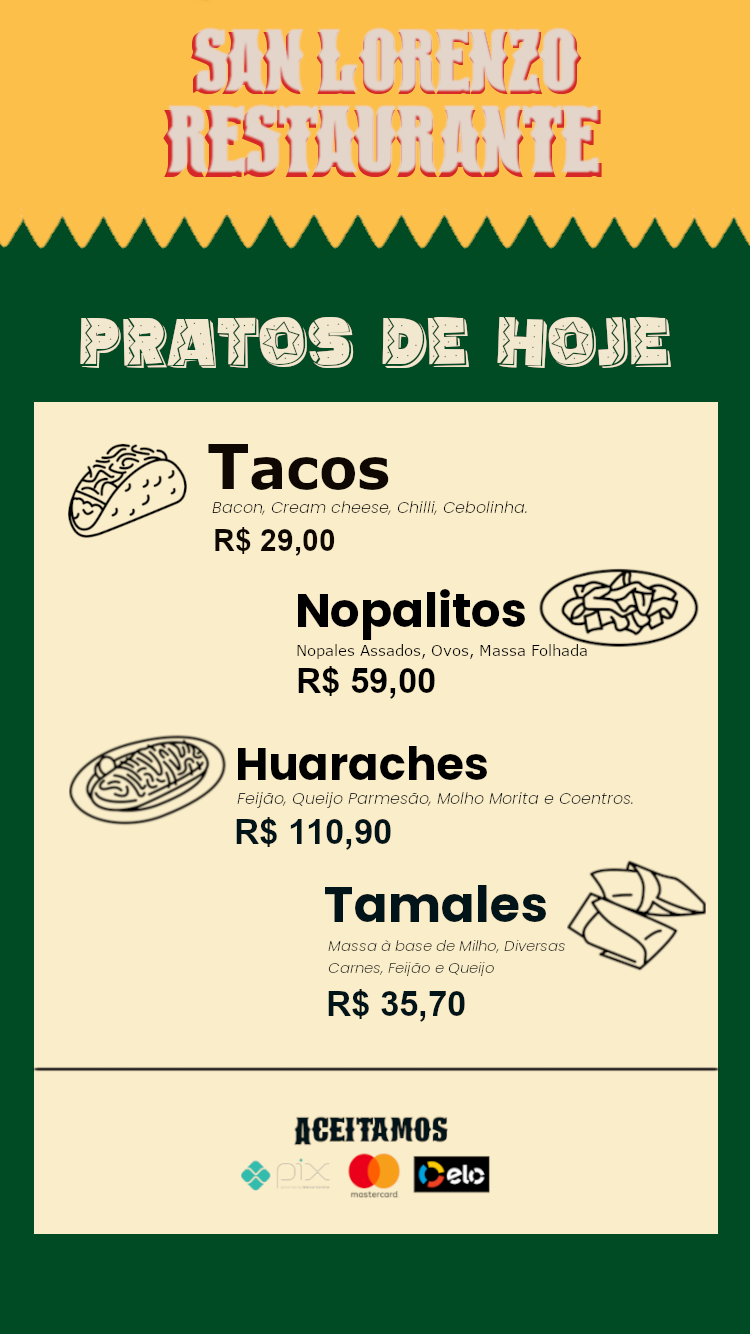 SAN LORENZO
RESTAURANTE
PRATOS DE HOJE
Tacos
Bacon, Cream cheese, Chilli, Cebolinha.
R$ 29,00
Nopalitos
Nopales Assados, Ovos, Massa Folhada
R$ 59,00
Huaraches
Feijão, Queijo Parmesão, Molho Morita e Coentros.
R$ 110,90
Tamales
Massa à base de Milho, Diversas
Carnes, Feijão e Queijo
R$ 35,70
ACEITAMOS
pix mastercard elo